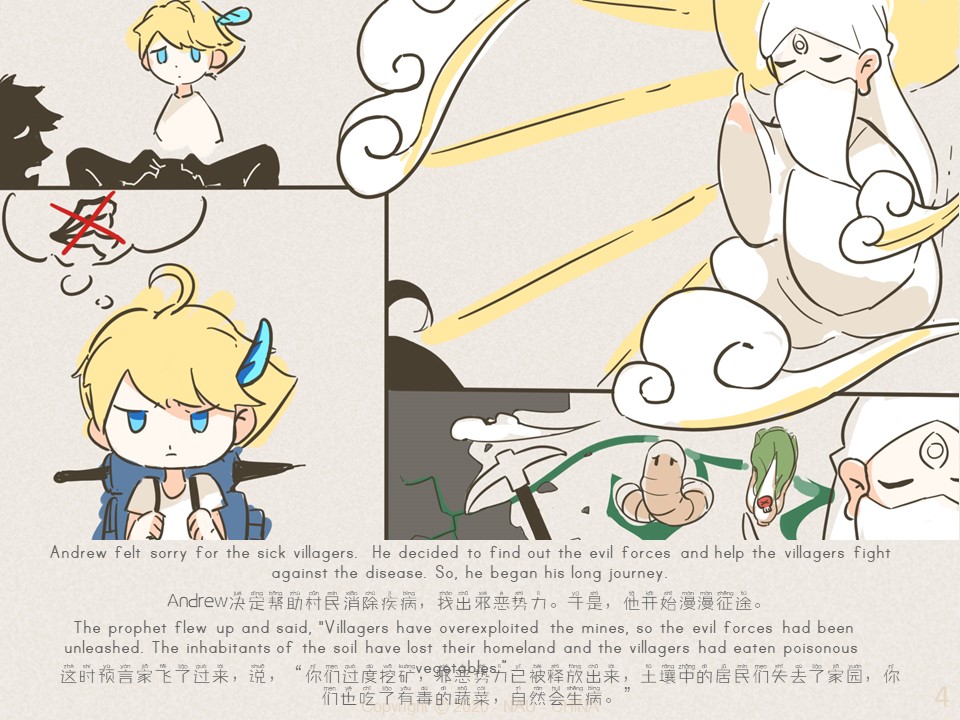 Andrew felt sorry for the sick villagers. He decided to find out the evil forces and help the villagers fight
against the disease. So, he began his long journey.
Andrew决定帮助村民消除疾病，找出邪恶势力。于是，他开始漫漫征途。
The prophet flew up and said, "Villagers have overexploited the mines, so the evil forces had been
unleashed. The inhabitants of the soil have lost their homeland and the villagers had eaten poisonous
vegetables."
这时预言家飞了过来，说，“你们过度挖矿，邪恶势力已被释放出来，土壤中的居民们失去了家园，你
们也吃了有毒的蔬菜，自然会生病。”
Copyright © 2020 NAU - CHINA
4